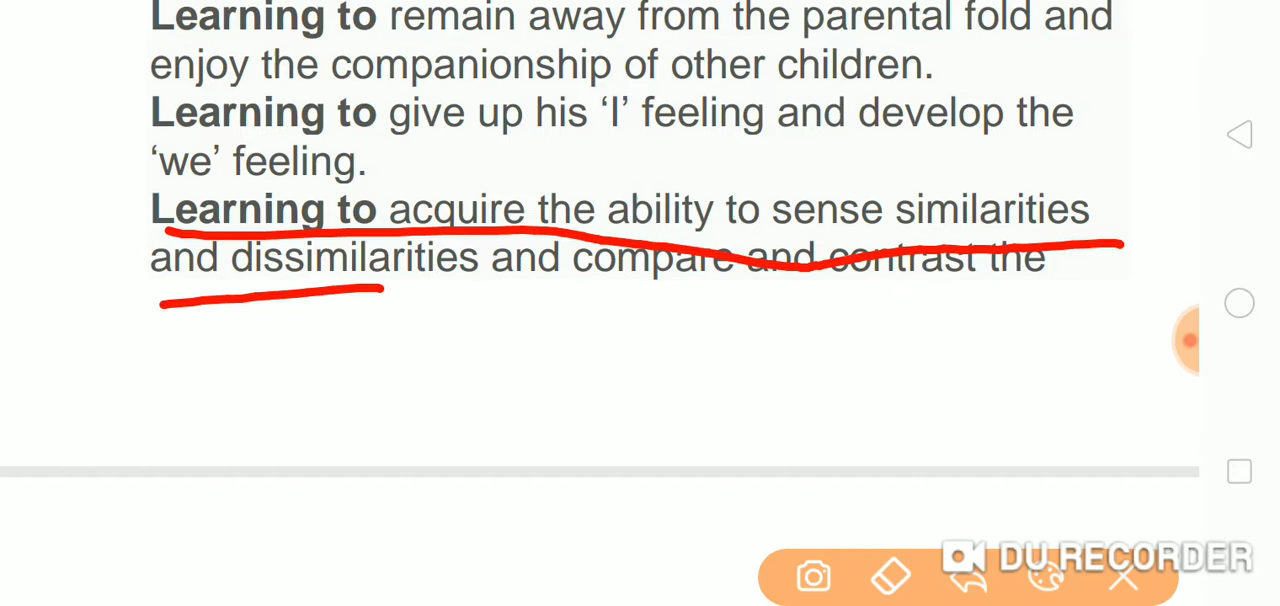 Learning to remain away from the parental fold and
enjoy the companionship of other children.
Learning to give up his ‘I’ feeling and develop the
‘we’ feeling.
Learning to acquire the ability to sense similarities
and dissimilarities and compare and contrast the
DU RECORDER